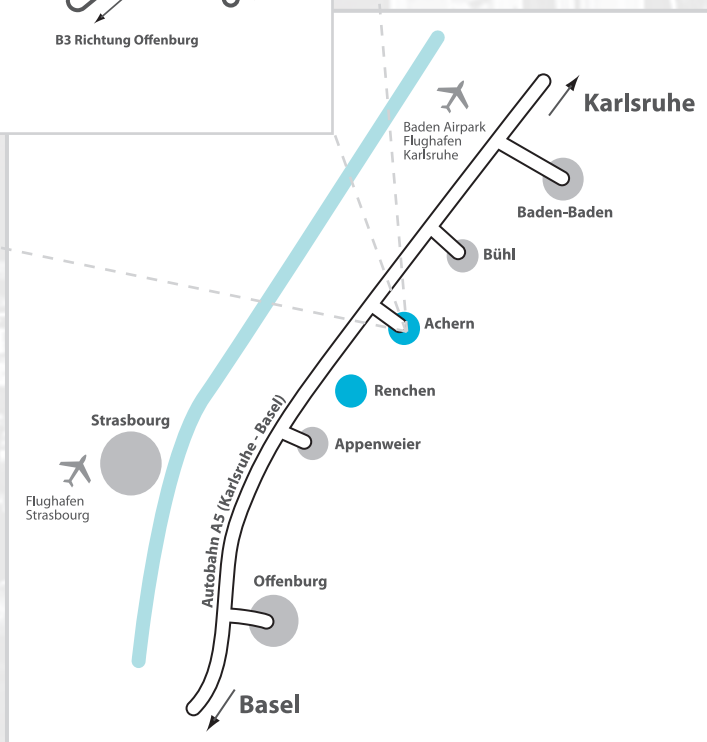 B3 Richtung Offenburg
Karlsruhe
Baden Airpark
Flughafen
Karlsruhe
Baden-Baden
Bühl
Achern
Renchen
Strasbourg
Appenweier
Autobahn A5 (Karlsruhe - Basel)
Flughafen
Strasbourg
Offenburg
Basel